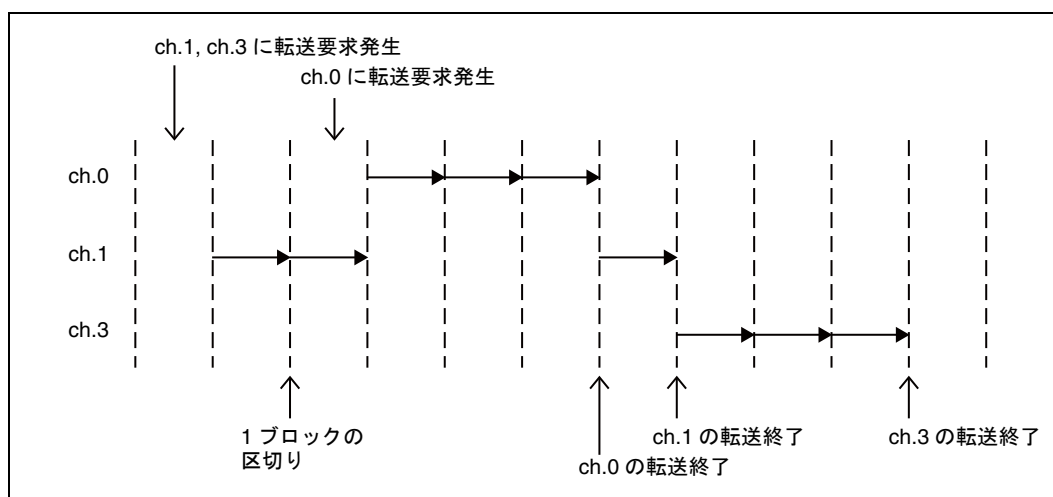 ch.1, ch.3 に転送要求発生
ch.0 に転送要求発生
ch.0
ch.1
ch.3
1 ブロックの
区切り
ch.0 の転送終了
ch.1 の転送終了
ch.3 の転送終了